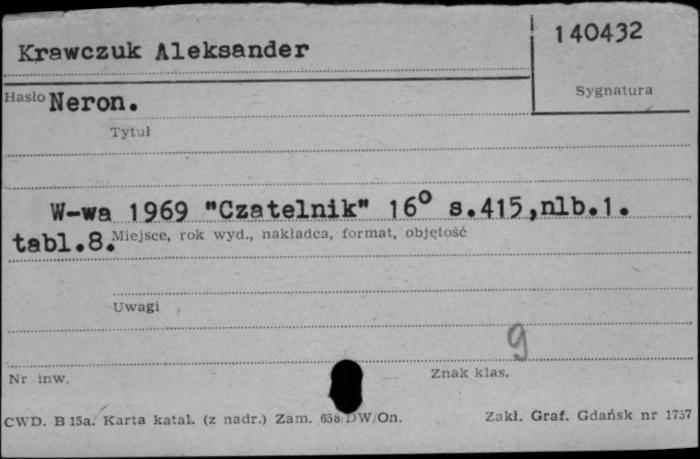 Krawczuk Aleksander
140432
Sygnatura
Hasło Neron.
Tytuł
W-wa 1969 "Czatelnik" 16° s.415,nlb.1.
tabl.8. Miejsce, rok wyd., nakładca, format, objętość
Uwagi
9
Nr inw.
Znak klas.
CWD. B 15a. Karta katal. (z nadr.) Zam. 658/DW/On.
Zakł. Graf. Gdańsk nr 1757